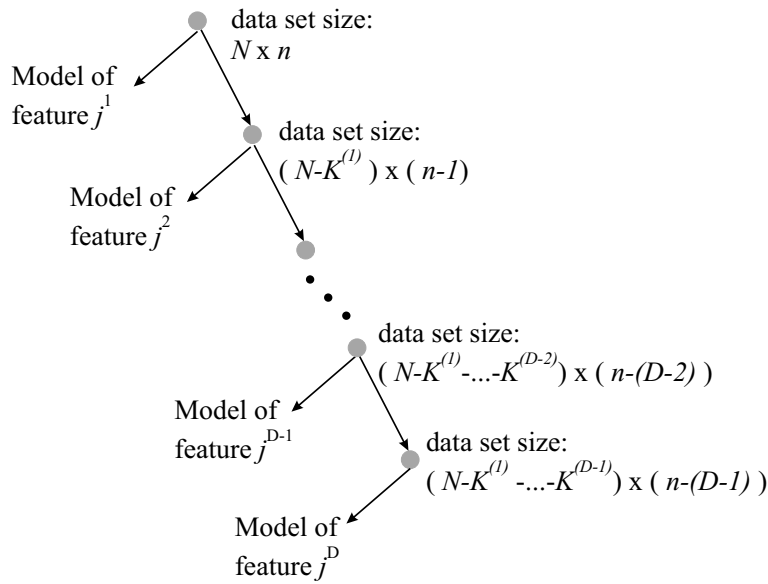 data set size:
N x n
Model of
feature j¹
data set size:
( N-K⁽¹⁾ ) x ( n-1)
Model of
feature j²
data set size:
( N-K⁽¹⁾-...-K⁽ᴰ⁻²⁾) x ( n-(D-2) )
Model of
feature jᴰ⁻¹
data set size:
( N-K⁽¹⁾ -...-K⁽ᴰ⁻¹⁾) x ( n-(D-1) )
Model of
feature jᴰ